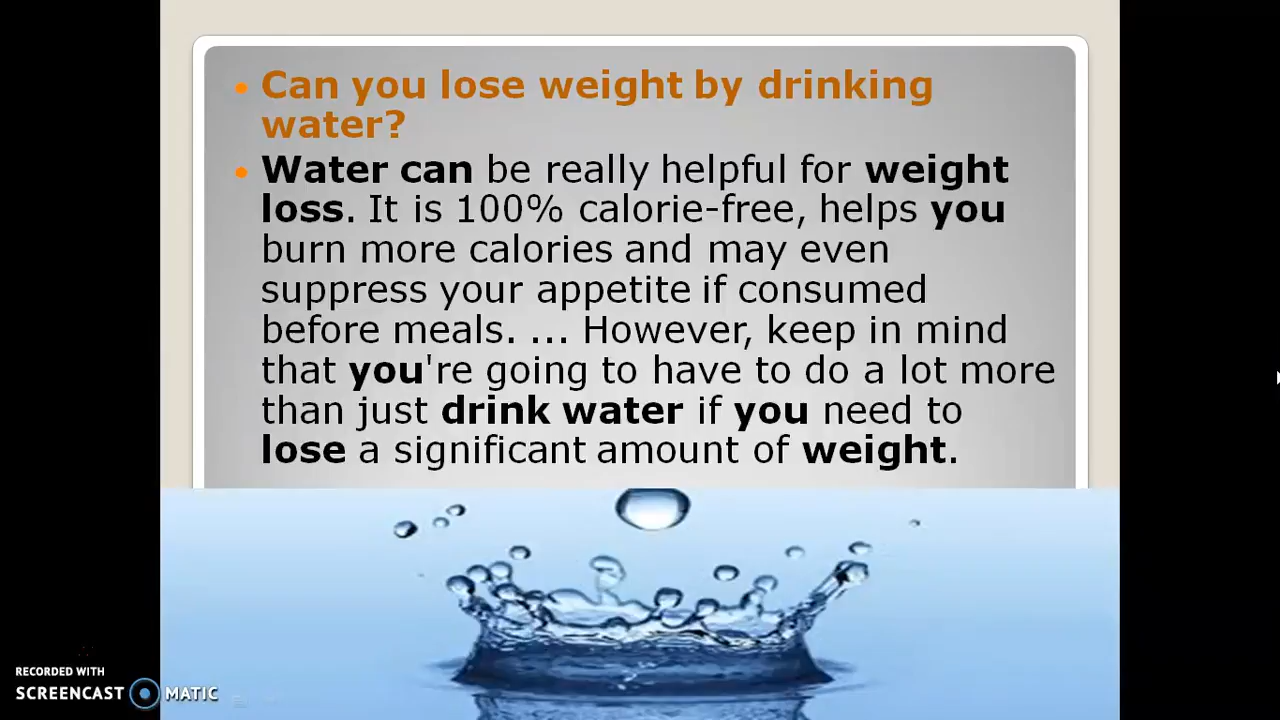 Can you lose weight by drinking
water?
Water can be really helpful for weight
loss. It is 100% calorie-free, helps you
burn more calories and may even
suppress your appetite if consumed
before meals. ... However, keep in mind
that you're going to have to do a lot more
than just drink water if you need to
lose a significant amount of weight.
RECORDED WITH
SCREENCAST MATIC